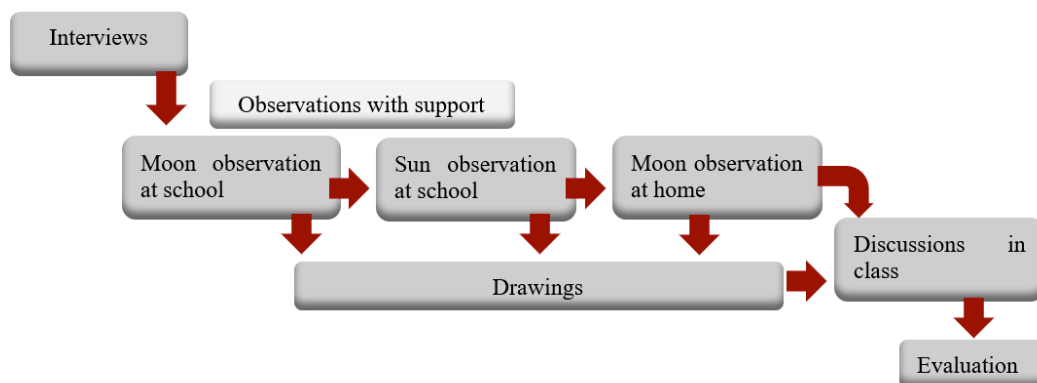 Interviews
Observations with support
Moon observation
at school
Sun observation
at school
Moon observation
at home
Discussions in
class
Drawings
Evaluation